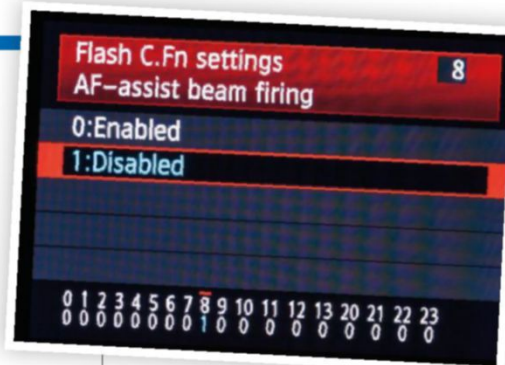 Flash C.Fn settings 8
AF-assist beam firing
0:Enabled
1:Disabled
0 1 2 3 4 5 6 7 8 9 10 11 12 13 20 21 22 23
0 0 0 0 0 0 0 0 1 0 0 0 0 0 0 0 0 0